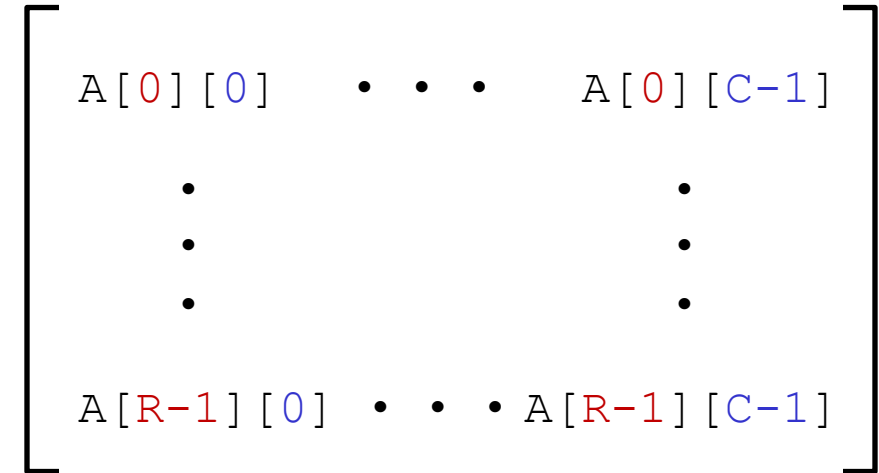 A[0][0] • • • A[0][C-1]
• •
• •
• •
A[R-1][0] • • • A[R-1][C-1]